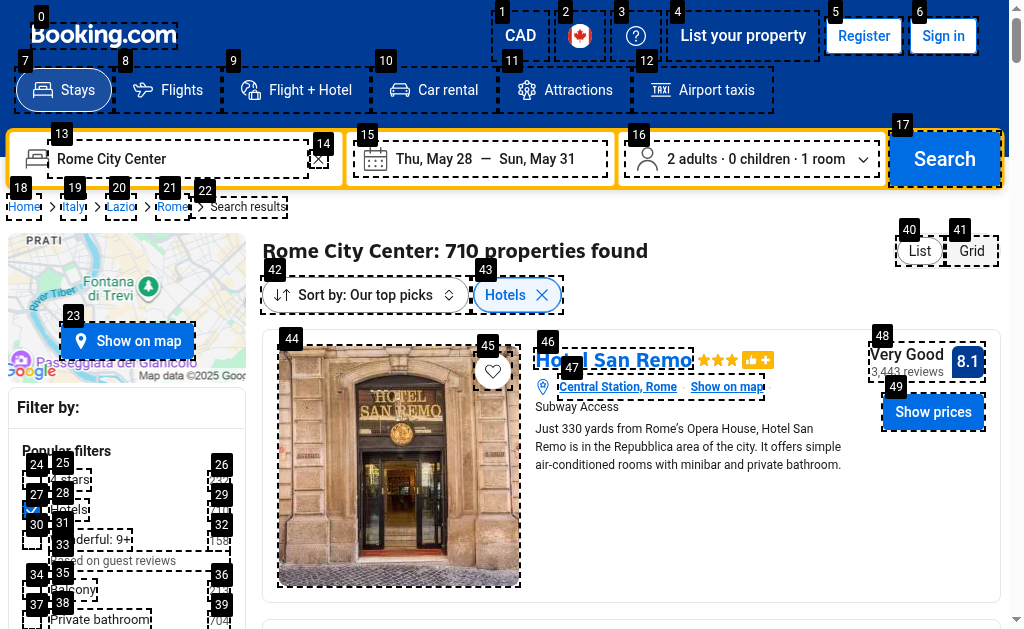 Booking.com
CAD
List your property
Register
Sign in
Stays
Flights
Flight + Hotel
Car rental
Attractions
Airport taxis
Rome City Center
Thu, May 28 — Sun, May 31
2 adults · 0 children · 1 room
Search
Home
Italy
Lazio
Rome
Search results
PRATI
Fontana
di Trevi
River Tiber
Show on map
Passeggiata del Gianicolo
Google
Map data ©2025 Goo
Filter by:
Popular filters
4 stars
232
Hotels
710
Wonderful: 9+
158
Based on guest reviews
Balcony
213
Private bathroom
704
Rome City Center: 710 properties found
List
Grid
Sort by: Our top picks
Hotels
HOTEL
SAN REMO
Hotel San Remo
Central Station, Rome
Show on map
Subway Access
Just 330 yards from Rome's Opera House, Hotel San
Remo is in the Repubblica area of the city. It offers simple
air-conditioned rooms with minibar and private bathroom.
Very Good
3,443 reviews
8.1
Show prices
0
1
2
3
4
5
6
7
8
9
10
11
12
13
14
15
16
17
18
19
20
21
22
23
24
25
26
27
28
29
30
31
32
33
34
35
36
37
38
39
40
41
42
43
44
45
46
47
48
49